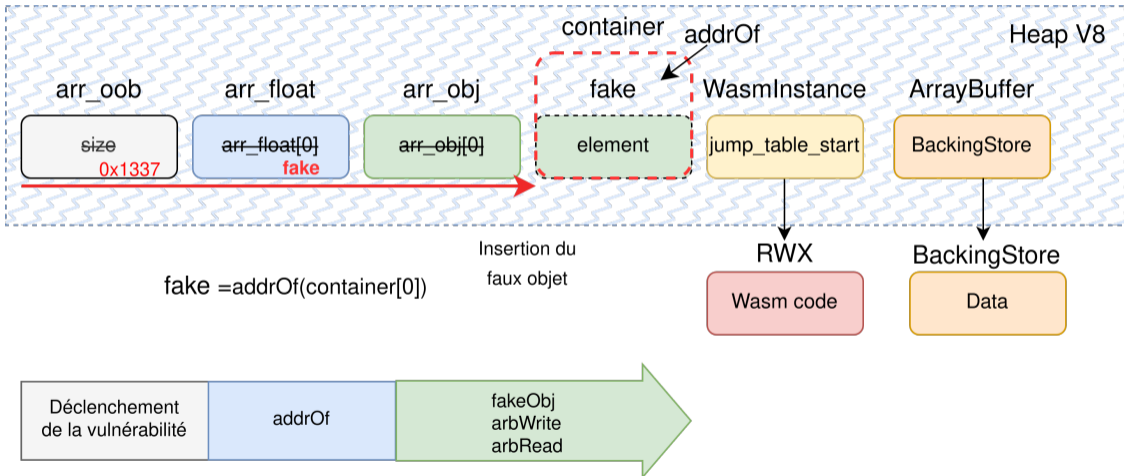 container
addrOf
Heap V8
arr_oob
arr_float
arr_obj
fake
WasmInstance
ArrayBuffer
size
0x1337
arr_float[0]
fake
arr_obj[0]
element
jump_table_start
BackingStore
Insertion du
faux objet
fake =addrOf(container[0])
RWX
BackingStore
Wasm code
Data
Déclenchement
de la vulnérabilité
addrOf
fakeObj
arbWrite
arbRead